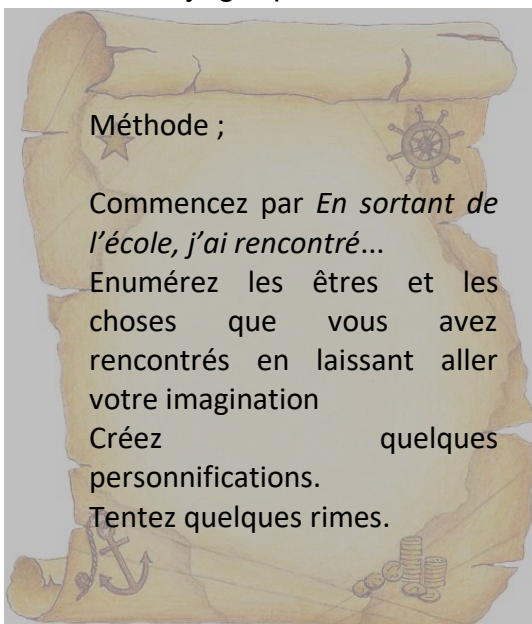 Méthode ;
Commencez par En sortant de
l'école, j'ai rencontré...
Enumérez les êtres et les
choses que vous avez
rencontrés en laissant aller
votre imagination
Créez quelques
personnifications.
Tentez quelques rimes.